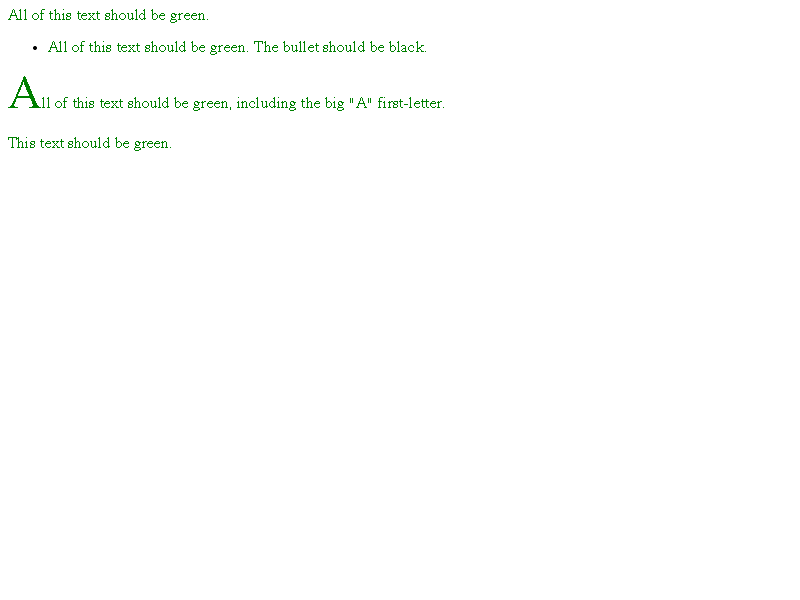 All of this text should be green.
• All of this text should be green. The bullet should be black.
All of this text should be green, including the big "A" first-letter.
This text should be green.